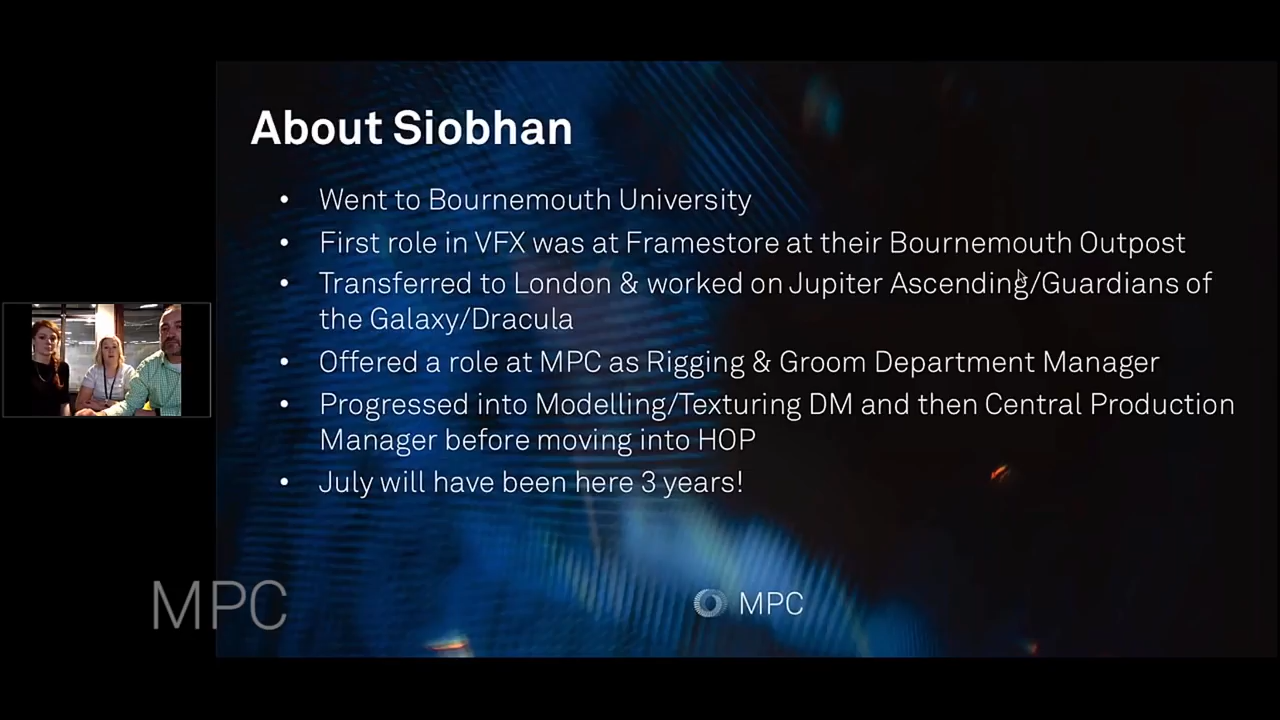 About Siobhan
• Went to Bournemouth University
• First role in VFX was at Framestore at their Bournemouth Outpost
• Transferred to London & worked on Jupiter Ascending/Guardians of
the Galaxy/Dracula
• Offered a role at MPC as Rigging & Groom Department Manager
• Progressed into Modelling/Texturing DM and then Central Production
Manager before moving into HOP
• July will have been here 3 years!
MPC
MPC